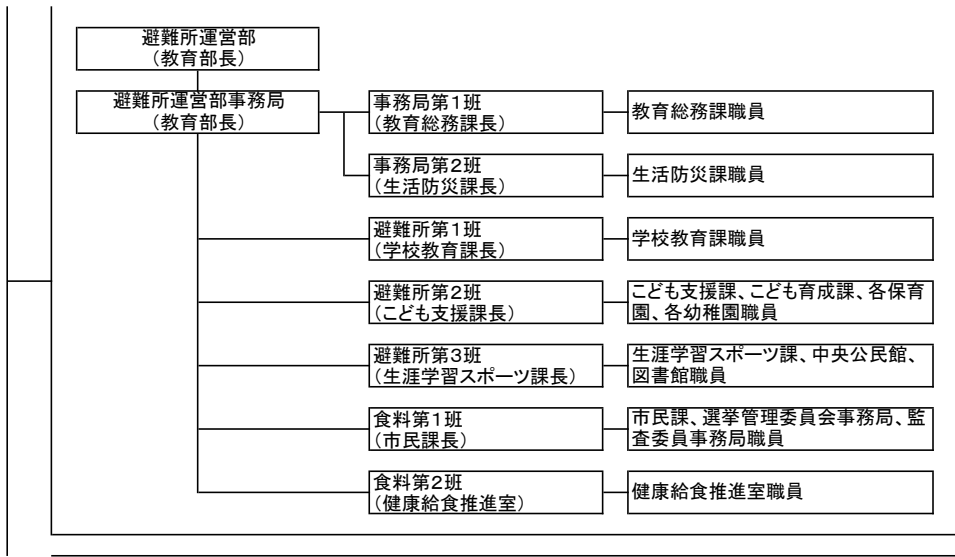 避難所運営部
（教育部長）
避難所運営部事務局
（教育部長）
事務局第１班
（教育総務課長）
教育総務課職員
事務局第２班
（生活防災課長）
生活防災課職員
避難所第１班
（学校教育課長）
学校教育課職員
避難所第２班
（こども支援課長）
こども支援課、こども育成課、各保育
園、各幼稚園職員
避難所第３班
（生涯学習スポーツ課長）
生涯学習スポーツ課、中央公民館、
図書館職員
食料第１班
（市民課長）
市民課、選挙管理委員会事務局、監
査委員事務局職員
食料第２班
（健康給食推進室）
健康給食推進室職員